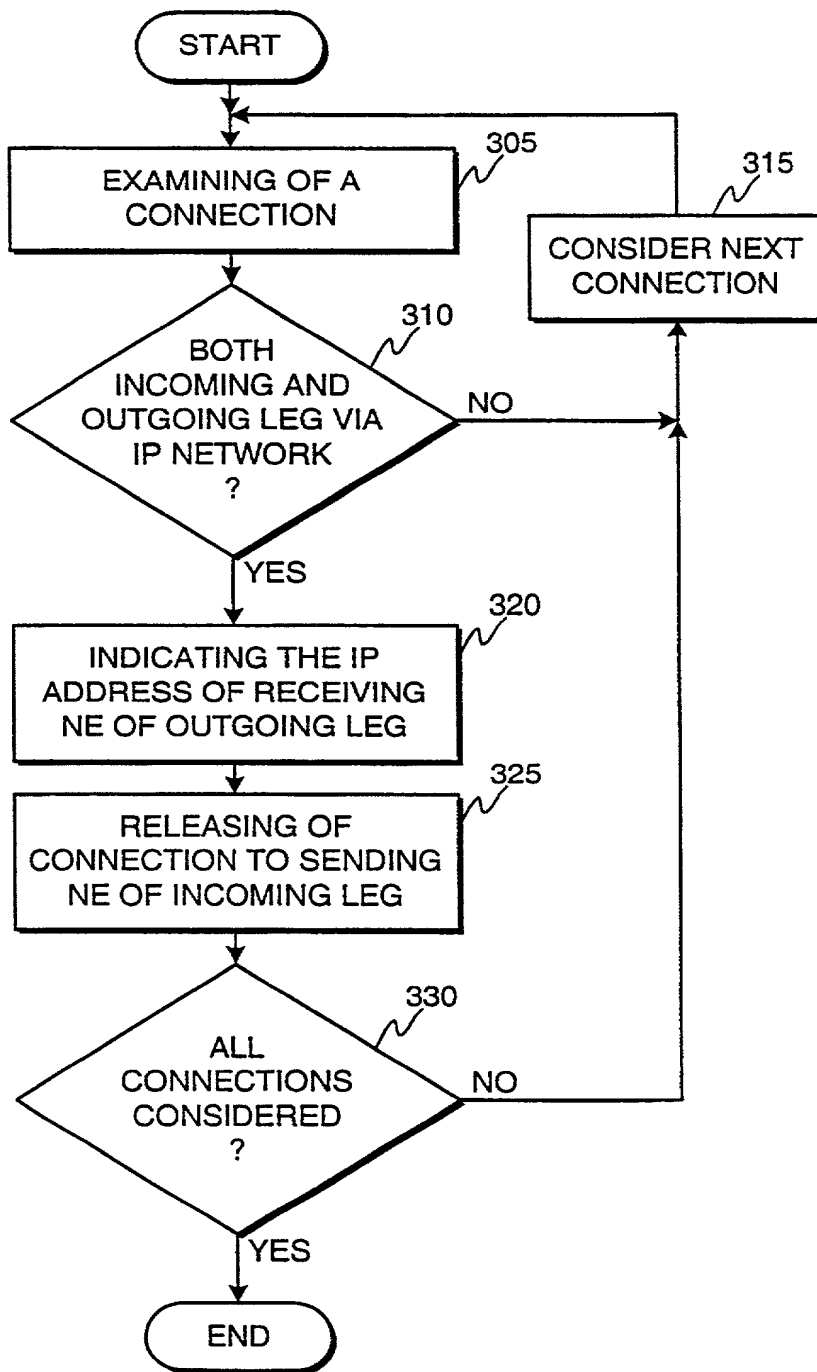 START
305
EXAMINING OF A
CONNECTION
315
CONSIDER NEXT
CONNECTION
310
BOTH
INCOMING AND
OUTGOING LEG VIA
IP NETWORK
?
NO
YES
320
INDICATING THE IP
ADDRESS OF RECEIVING
NE OF OUTGOING LEG
325
RELEASING OF
CONNECTION TO SENDING
NE OF INCOMING LEG
330
ALL
CONNECTIONS
CONSIDERED
?
NO
YES
END